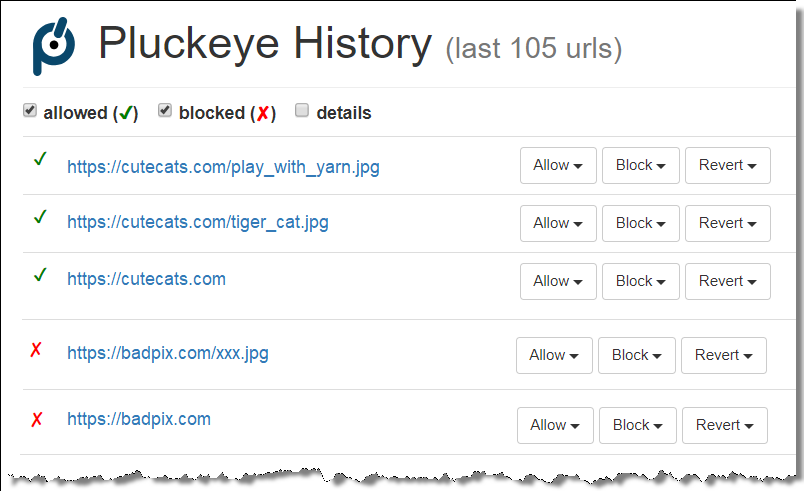 Pluckeye History (last 105 urls)
allowed (✓) blocked (✗) details
✓ https://cutecats.com/play_with_yarn.jpg Allow Block Revert
✓ https://cutecats.com/tiger_cat.jpg Allow Block Revert
✓ https://cutecats.com Allow Block Revert
✗ https://badpix.com/xxx.jpg Allow Block Revert
✗ https://badpix.com Allow Block Revert